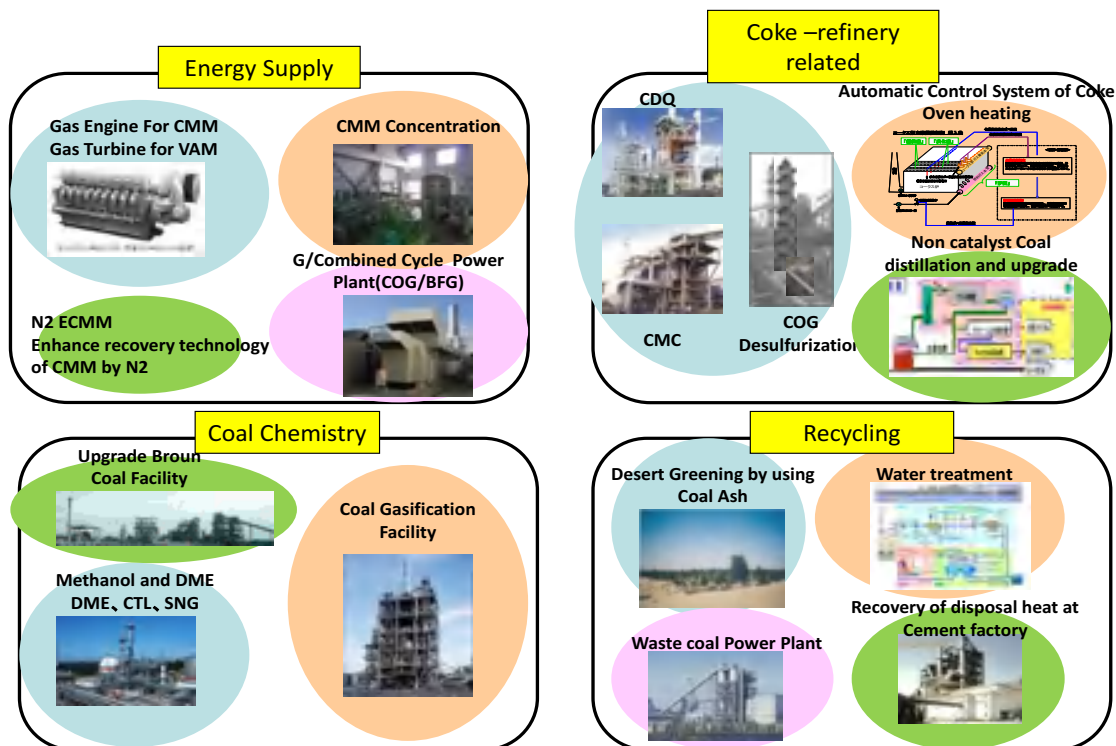 Energy Supply
Gas Engine For CMM
Gas Turbine for VAM
CMM Concentration
G/Combined Cycle Power
Plant(COG/BFG)
N2 ECMM
Enhance recovery technology
of CMM by N2
Coke –refinery
related
CDQ
CMC
COG
Desulfurization
Automatic Control System of Coke
Oven heating
Non catalyst Coal
distillation and upgrade
Coal Chemistry
Upgrade Broun
Coal Facility
Methanol and DME
DME、CTL、SNG
Coal Gasification
Facility
Recycling
Desert Greening by using
Coal Ash
Water treatment
Waste coal Power Plant
Recovery of disposal heat at
Cement factory